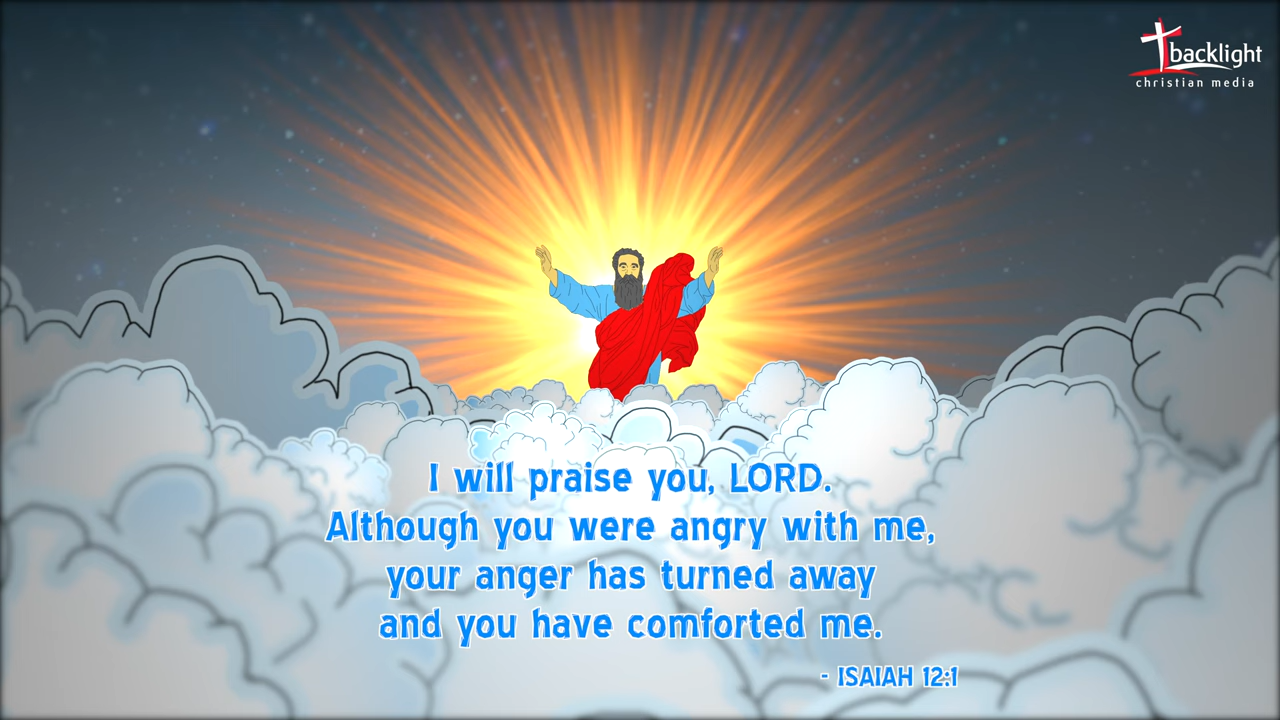 backlight
christian media
I will praise you, LORD.
Although you were angry with me,
your anger has turned away
and you have comforted me.
- ISAIAH 12:1